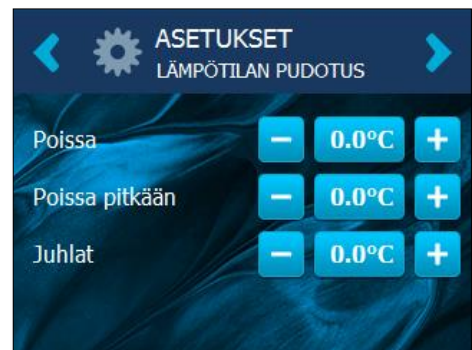 ASETUKSET
LÄMPÖTILAN PUDOTUS
Poissa − 0.0°C +
Poissa pitkään − 0.0°C +
Juhlat − 0.0°C +